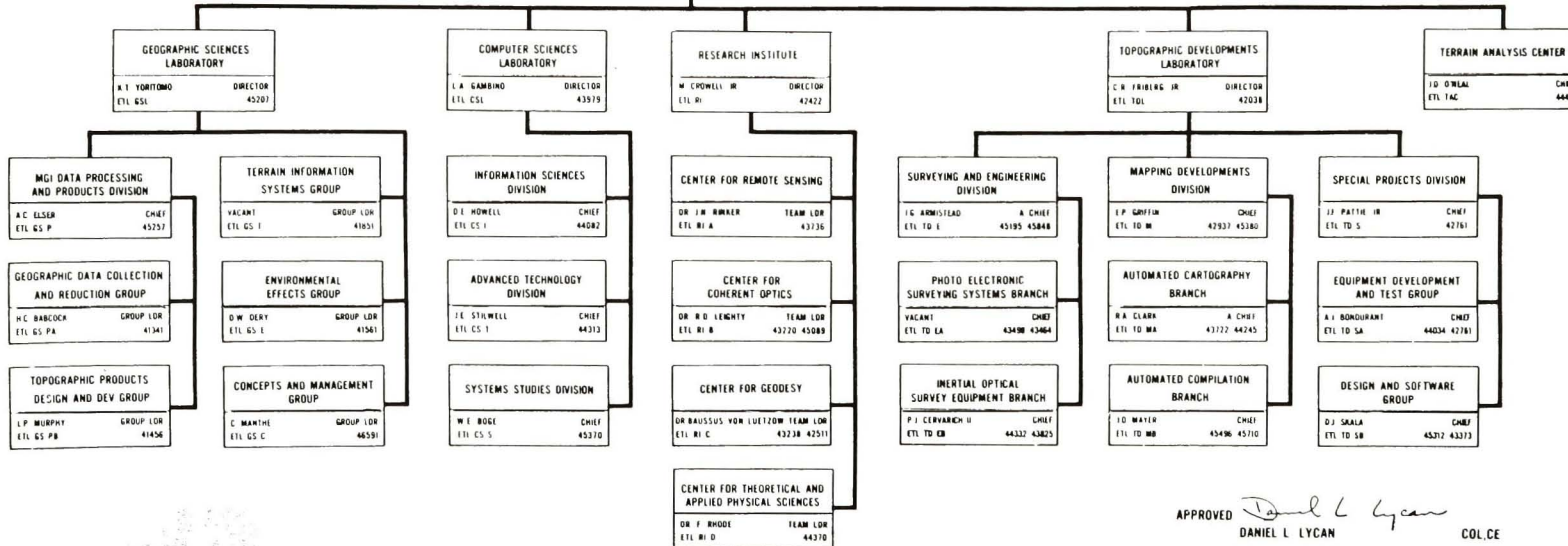 GEOGRAPHIC SCIENCES
LABORATORY
K T YORITOMO DIRECTOR
ETL GSL 45207
COMPUTER SCIENCES
LABORATORY
L A GAMBINO DIRECTOR
ETL CSL 43979
RESEARCH INSTITUTE
M CROWELL JR DIRECTOR
ETL RI 42422
TOPOGRAPHIC DEVELOPMENTS
LABORATORY
C R FRIBERG JR DIRECTOR
ETL TDL 42038
TERRAIN ANALYSIS CENTER
J D O'NEAL
ETL TAC
MGI DATA PROCESSING
AND PRODUCTS DIVISION
A C ELSER CHIEF
ETL GS P 45257
TERRAIN INFORMATION
SYSTEMS GROUP
VACANT GROUP LDR
ETL GS T 41851
INFORMATION SCIENCES
DIVISION
D E HOWELL CHIEF
ETL CS I 44082
CENTER FOR REMOTE SENSING
DR J N RINKER TEAM LDR
ETL RI A 43736
SURVEYING AND ENGINEERING
DIVISION
J G ARMISTEAD A CHIEF
ETL TD E 45195 45848
MAPPING DEVELOPMENTS
DIVISION
E P GRIFFIN CHIEF
ETL TD M 42937 45380
SPECIAL PROJECTS DIVISION
J F PATTIE JR CHIEF
ETL TD S 42761
GEOGRAPHIC DATA COLLECTION
AND REDUCTION GROUP
H C BABCOCK GROUP LDR
ETL GS PA 41341
ENVIRONMENTAL
EFFECTS GROUP
D W DERY GROUP LDR
ETL GS E 41561
ADVANCED TECHNOLOGY
DIVISION
J E STILWELL CHIEF
ETL CS T 44313
CENTER FOR
COHERENT OPTICS
DR R D LEIGHTY TEAM LDR
ETL RI B 43220 45089
PHOTO ELECTRONIC
SURVEYING SYSTEMS BRANCH
VACANT CHIEF
ETL TD EA 43498 43464
AUTOMATED CARTOGRAPHY
BRANCH
R A CLARK A CHIEF
ETL TD MA 43722 44245
EQUIPMENT DEVELOPMENT
AND TEST GROUP
A J BONDURANT CHIEF
ETL TD SA 44034 42761
TOPOGRAPHIC PRODUCTS
DESIGN AND DEV GROUP
L P MURPHY GROUP LDR
ETL GS PB 41456
CONCEPTS AND MANAGEMENT
GROUP
C MANTHE GROUP LDR
ETL GS C 46591
SYSTEMS STUDIES DIVISION
W E BOGE CHIEF
ETL CS S 45370
CENTER FOR GEODESY
DR BAUSSUS VON LUETZOW TEAM LDR
ETL RI C 43238 42511
INERTIAL OPTICAL
SURVEY EQUIPMENT BRANCH
P J CERVARICH II CHIEF
ETL TD EB 44332 43825
AUTOMATED COMPILATION
BRANCH
J D MAYER CHIEF
ETL TD MB 45496 45710
DESIGN AND SOFTWARE
GROUP
D J SKALA CHIEF
ETL TD SB 45312 43373
CENTER FOR THEORETICAL AND
APPLIED PHYSICAL SCIENCES
DR F RHODE TEAM LDR
ETL RI D 44370
APPROVED Daniel L Lycan
DANIEL L LYCAN COL,CE